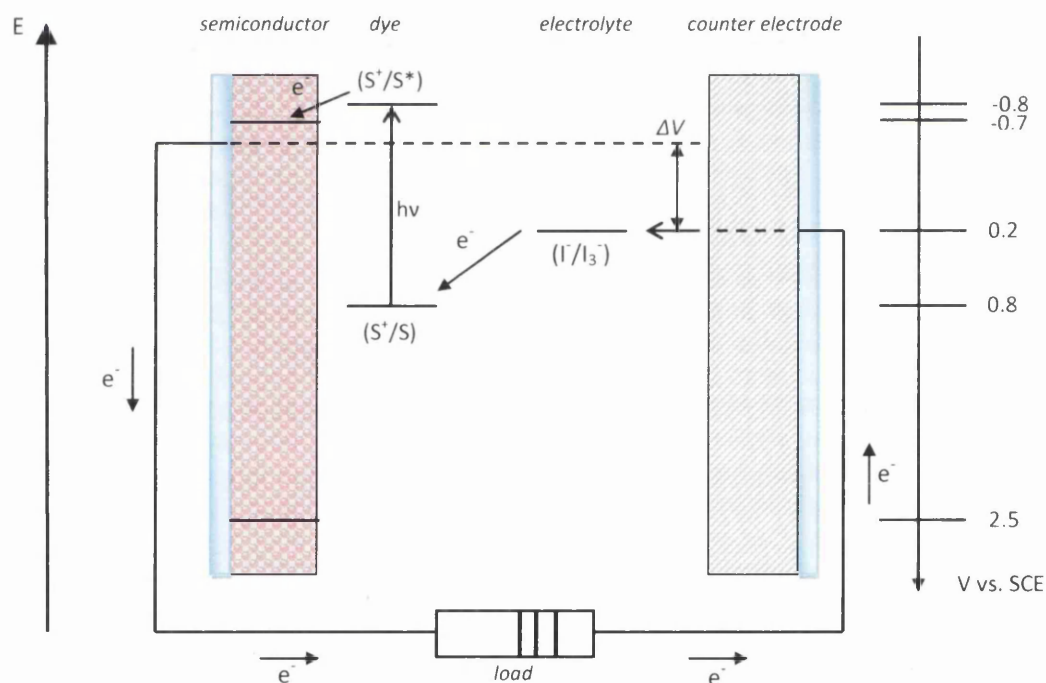 E
semiconductor dye electrolyte counter electrode
e⁻ (S⁺/S*)
-0.8
-0.7
ΔV
hν
0.2
e⁻ (I⁻/I₃⁻)
0.8
(S⁺/S)
e⁻
e⁻
2.5
V vs. SCE
load
e⁻ e⁻